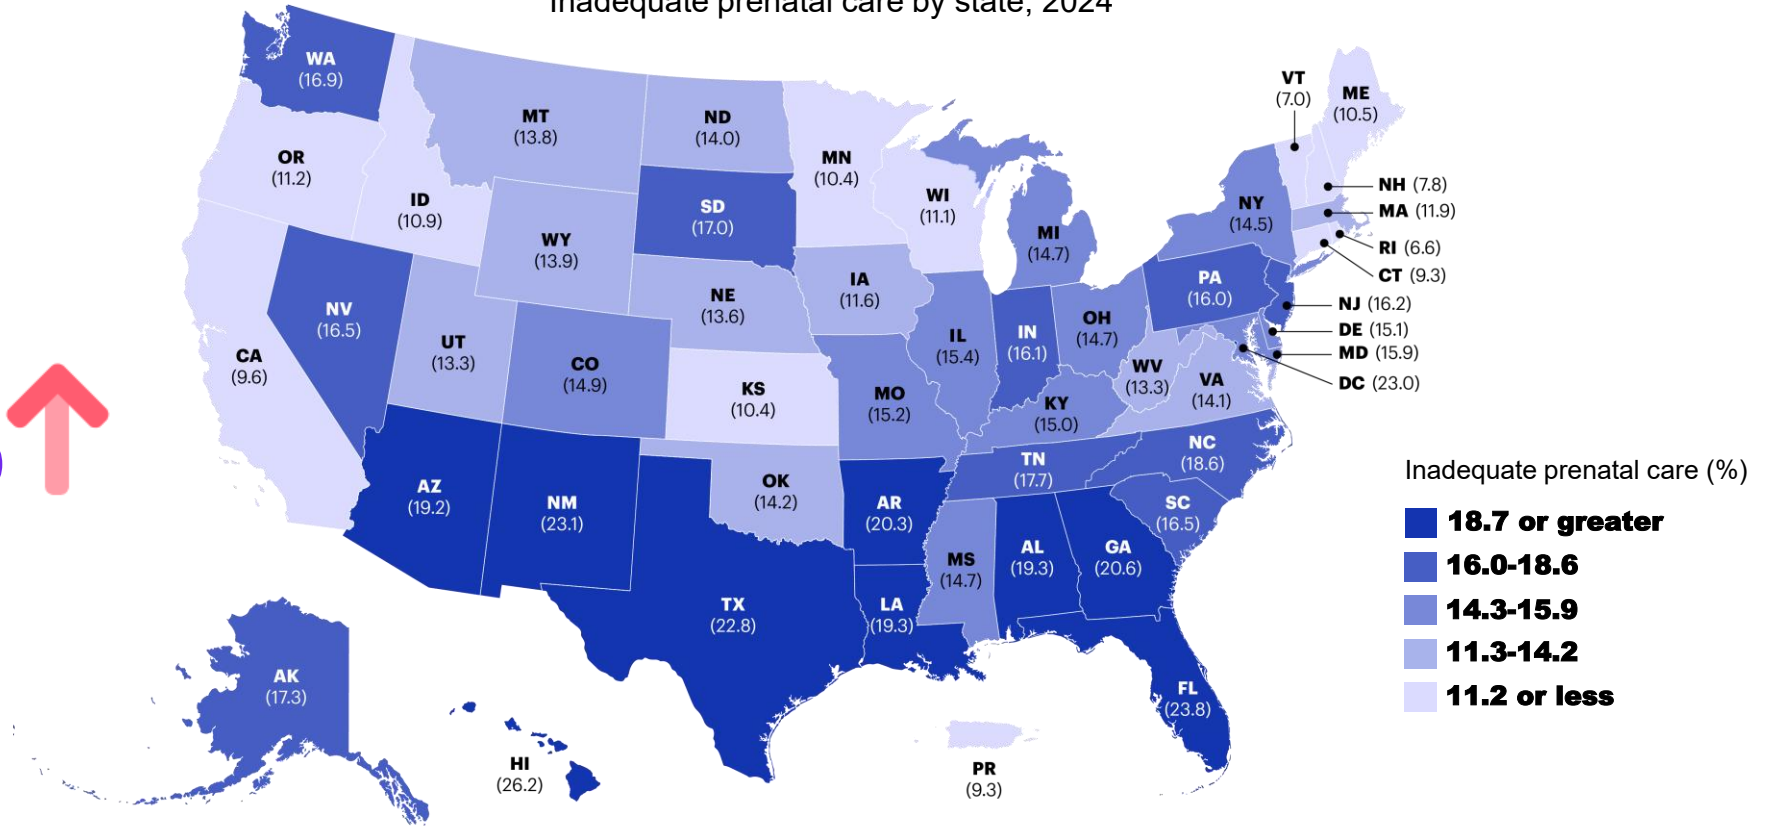 Inadequate prenatal care by state, 2024
WA
(16.9)
OR
(11.2)
ID
(10.9)
MT
(13.8)
ND
(14.0)
MN
(10.4)
WI
(11.1)
SD
(17.0)
WY
(13.9)
NV
(16.5)
UT
(13.3)
CA
(9.6)
CO
(14.9)
NE
(13.6)
IA
(11.6)
KS
(10.4)
MO
(15.2)
IL
(15.4)
IN
(16.1)
MI
(14.7)
OH
(14.7)
KY
(15.0)
WV
(13.3)
VA
(14.1)
PA
(16.0)
NY
(14.5)
VT
(7.0)
ME
(10.5)
NH (7.8)
MA (11.9)
RI (6.6)
CT (9.3)
NJ (16.2)
DE (15.1)
MD (15.9)
DC (23.0)
NC
(18.6)
TN
(17.7)
SC
(16.5)
AZ
(19.2)
NM
(23.1)
OK
(14.2)
AR
(20.3)
TX
(22.8)
LA
(19.3)
MS
(14.7)
AL
(19.3)
GA
(20.6)
FL
(23.8)
AK
(17.3)
HI
(26.2)
PR
(9.3)
Inadequate prenatal care (%)
18.7 or greater
16.0-18.6
14.3-15.9
11.3-14.2
11.2 or less